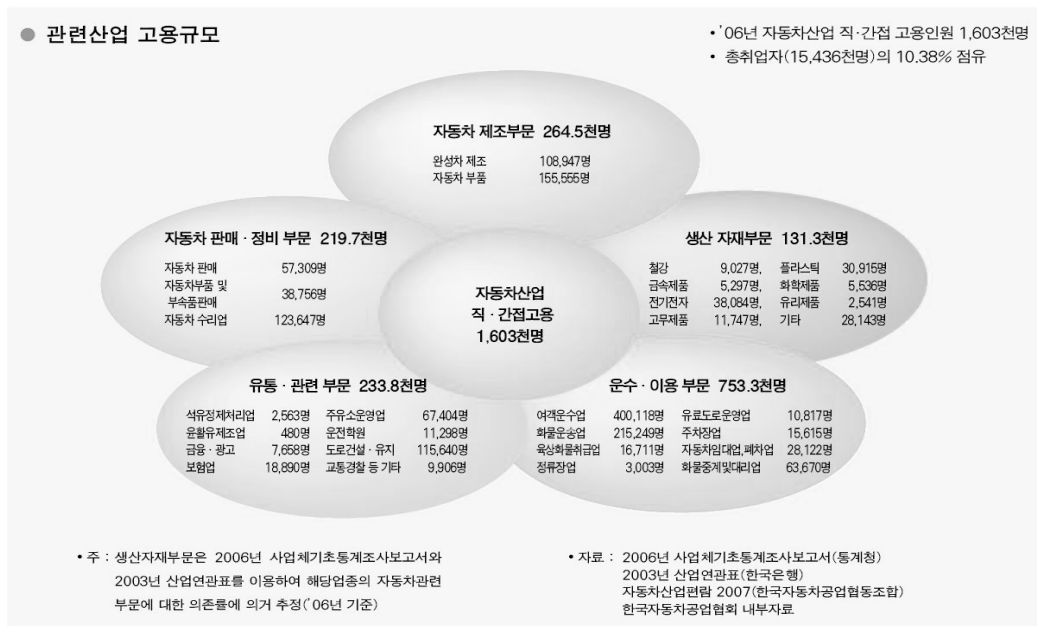 관련산업 고용규모
• '06년 자동차산업 직·간접 고용인원 1,603천명
• 총취업자(15,436천명)의 10.38% 점유
자동차 제조부문 264.5천명
완성차 제조 108,947명
자동차 부품 155,555명
자동차 판매·정비 부문 219.7천명
자동차 판매 57,309명
자동차부품 및
부속품판매 38,756명
자동차 수리업 123,647명
생산 자재부문 131.3천명
철강 9,027명, 플라스틱 30,915명
금속제품 5,297명, 화학제품 5,536명
전기전자 38,084명, 유리제품 2,541명
고무제품 11,747명, 기타 28,143명
자동차산업
직·간접고용
1,603천명
유통·관련 부문 233.8천명
석유정제처리업 2,563명 주유소운영업 67,404명
윤활유제조업 480명 운전학원 11,298명
금융·광고 7,658명 도로건설·유지 115,640명
보험업 18,890명 교통경찰 등 기타 9,906명
운수·이용 부문 753.3천명
여객운수업 400,118명 유료도로운영업 10,817명
화물운송업 215,249명 주차장업 15,615명
육상화물취급업 16,711명 자동차임대업,폐차업 28,122명
정류장업 3,003명 화물중계및대리업 63,670명
• 주 : 생산자재부문은 2006년 사업체기초통계조사보고서와
2003년 산업연관표를 이용하여 해당업종의 자동차관련
부문에 대한 의존률에 의거 추정('06년 기준)
• 자료 : 2006년 사업체기초통계조사보고서(통계청)
2003년 산업연관표(한국은행)
자동차산업편람 2007(한국자동차공업협동조합)
한국자동차공업협회 내부자료